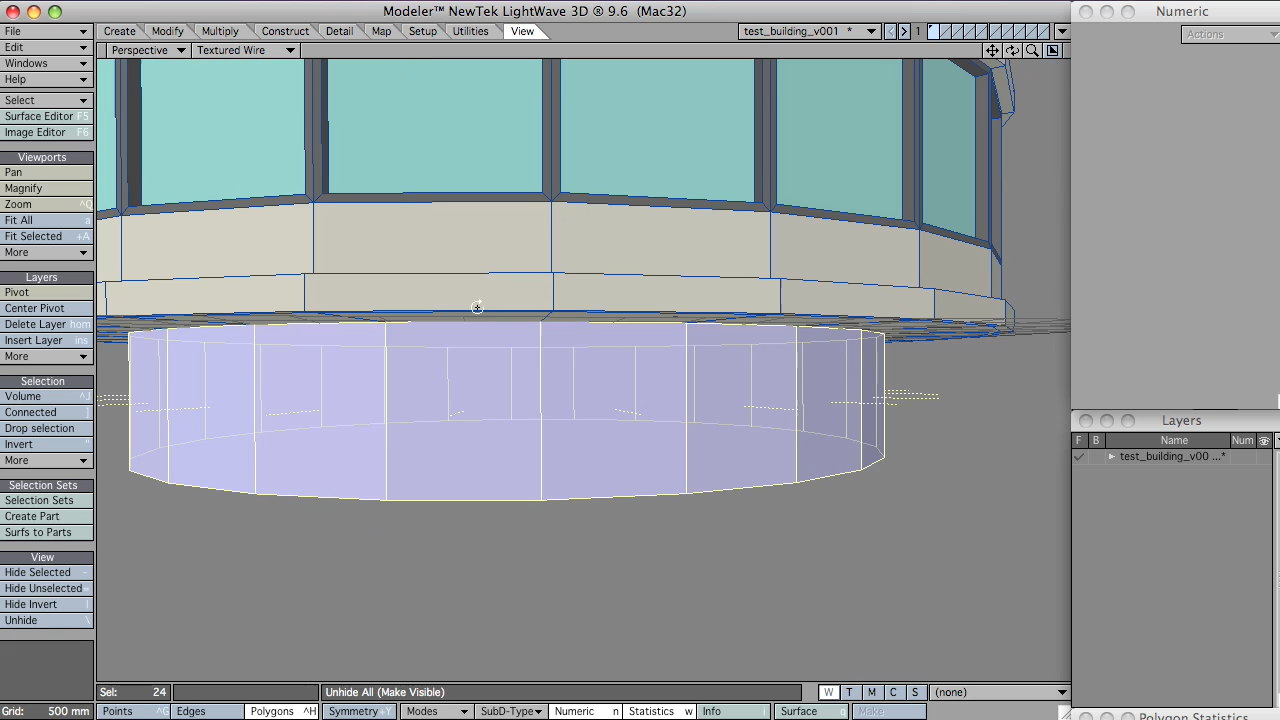 Modeler™ NewTek LightWave 3D ® 9.6 (Mac32)
Numeric
File
Create Modify Multiply Construct Detail Map Setup Utilities View
test_building_v001 *
1
Actions
Edit
Perspective
Textured Wire
Windows
Help
Select
Surface Editor F5
Image Editor F6
Viewports
Pan
Magnify
Zoom ^Q
Fit All a
Fit Selected +A
More
Layers
Pivot
Center Pivot
Delete Layer hom
Insert Layer ins
More
Selection
Volume ^J
Connected ]
Drop selection
Invert "
More
Selection Sets
Selection Sets
Create Part
Surfs to Parts
View
Hide Selected -
Hide Unselected =
Hide Invert |
Unhide \
Layers
F B Name Num
test_building_v00 ...*
Sel: 24
Unhide All (Make Visible)
W T M C S
(none)
Grid: 500 mm
Points ^G
Edges
Polygons ^H
Symmetry +Y
Modes
SubD-Type
Numeric n
Statistics w
Info i
Surface q
Make
Polygon Statistics